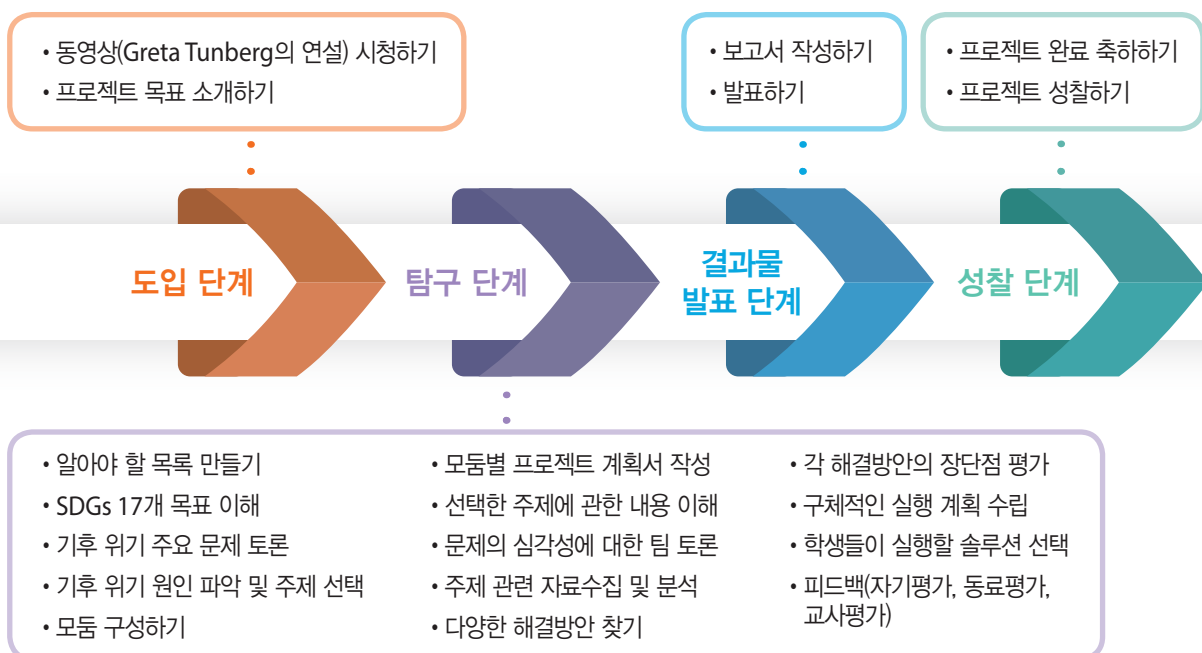 • 동영상(Greta Tunberg의 연설) 시청하기
• 프로젝트 목표 소개하기
• 보고서 작성하기
• 발표하기
• 프로젝트 완료 축하하기
• 프로젝트 성찰하기
도입 단계
탐구 단계
결과물
발표 단계
성찰 단계
• 알아야 할 목록 만들기
• SDGs 17개 목표 이해
• 기후 위기 주요 문제 토론
• 기후 위기 원인 파악 및 주제 선택
• 모둠 구성하기
• 모둠별 프로젝트 계획서 작성
• 선택한 주제에 관한 내용 이해
• 문제의 심각성에 대한 팀 토론
• 주제 관련 자료수집 및 분석
• 다양한 해결방안 찾기
• 각 해결방안의 장단점 평가
• 구체적인 실행 계획 수립
• 학생들이 실행할 솔루션 선택
• 피드백(자기평가, 동료평가,
교사평가)